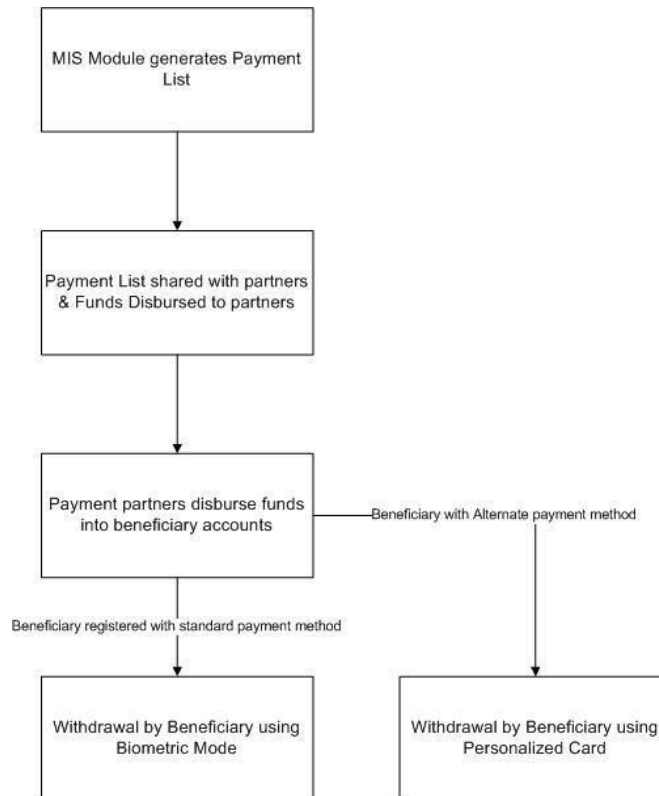 MIS Module generates Payment
List
Payment List shared with partners
& Funds Disbursed to partners
Payment partners disburse funds
into beneficiary accounts
Beneficiary with Alternate payment method
Beneficiary registered with standard payment method
Withdrawal by Beneficiary using
Biometric Mode
Withdrawal by Beneficiary using
Personalized Card